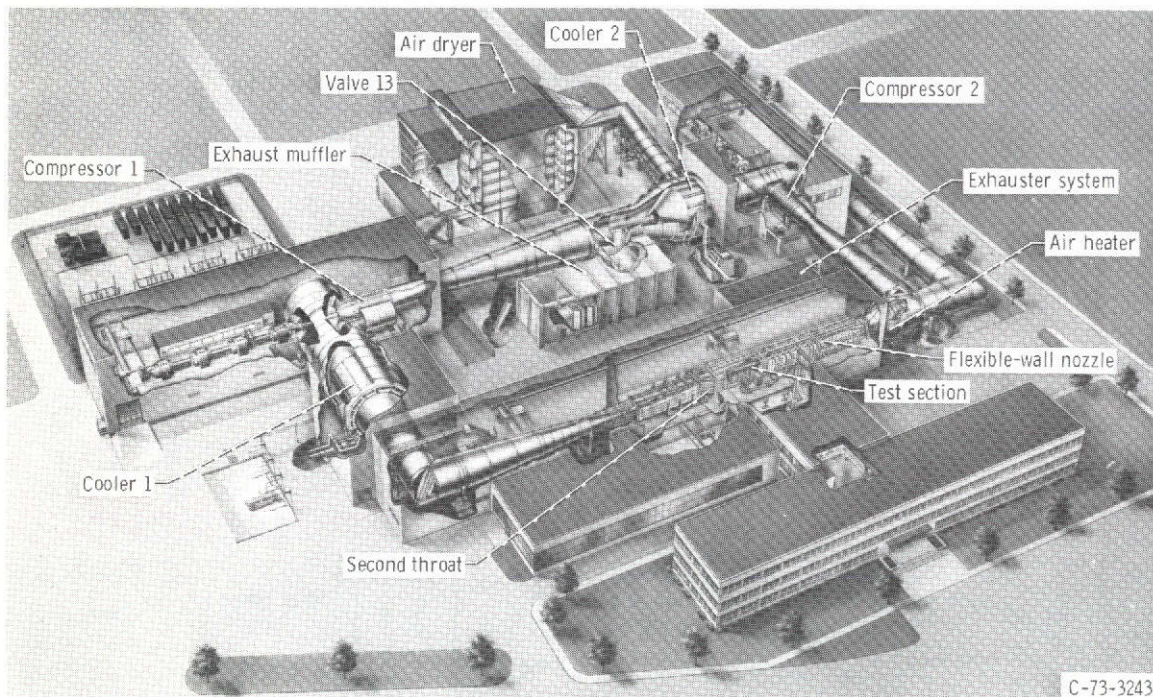 Cooler 2
Air dryer
Valve 13
Compressor 2
Exhaust muffler
Compressor 1
Exhauster system
Air heater
Flexible-wall nozzle
Test section
Cooler 1
Second throat
C-73-3243